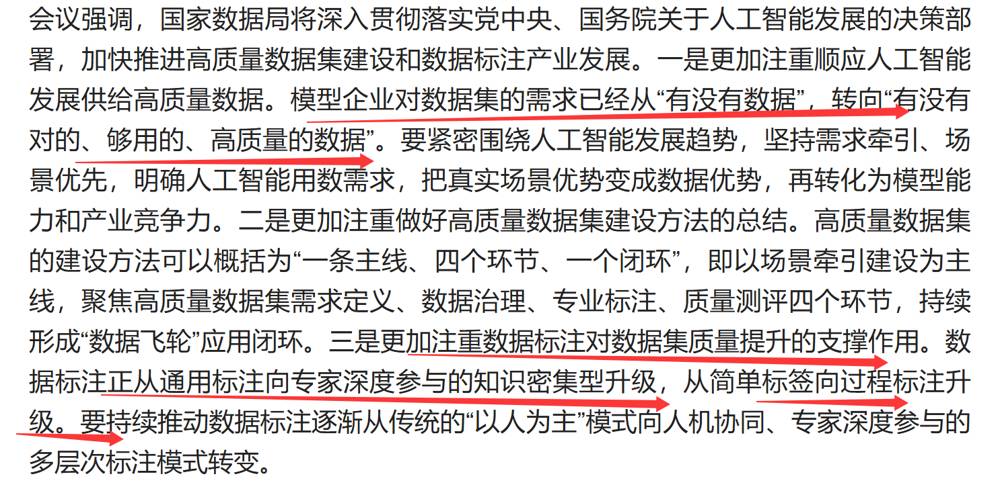 会议强调，国家数据局将深入贯彻落实党中央、国务院关于人工智能发展的决策部
署，加快推进高质量数据集建设和数据标注产业发展。一是更加注重顺应人工智能
发展供给高质量数据。模型企业对数据集的需求已经从“有没有数据”，转向“有没有
对的、够用的、高质量的数据”。要紧密围绕人工智能发展趋势，坚持需求牵引、场
景优先，明确人工智能用数需求，把真实场景优势变成数据优势，再转化为模型能
力和产业竞争力。二是更加注重做好高质量数据集建设方法的总结。高质量数据集
的建设方法可以概括为“一条主线、四个环节、一个闭环”，即以场景牵引建设为主
线，聚焦高质量数据集需求定义、数据治理、专业标注、质量测评四个环节，持续
形成“数据飞轮”应用闭环。三是更加注重数据标注对数据集质量提升的支撑作用。数
据标注正从通用标注向专家深度参与的知识密集型升级，从简单标签向过程标注升
级。要持续推动数据标注逐渐从传统的“以人为主”模式向人机协同、专家深度参与的
多层次标注模式转变。